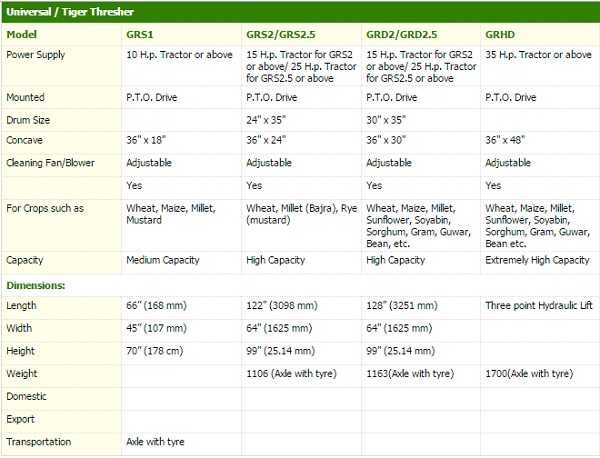 Universal / Tiger Thresher
Model GRS1 GRS2/GRS2.5 GRD2/GRD2.5 GRHD
Power Supply 10 H.p. Tractor or above 15 H.p. Tractor for GRS2 15 H.p. Tractor for GRS2 35 H.p. Tractor or above
or above/ 25 H.p. Tractor or above/ 25 H.p. Tractor
for GRS2.5 or above for GRS2.5 or above
Mounted P.T.O. Drive P.T.O. Drive P.T.O. Drive P.T.O. Drive
Drum Size 24" x 35" 30" x 35"
Concave 36" x 18" 36" x 24" 36" x 30" 36" x 48"
Cleaning Fan/Blower Adjustable Adjustable Adjustable Adjustable
Yes Yes Yes Yes
For Crops such as Wheat, Maize, Millet, Wheat, Millet (Bajra), Rye Wheat, Maize, Millet, Wheat, Maize, Millet,
Mustard (mustard) Sunflower, Soyabin, Sunflower, Soyabin,
Sorghum, Gram, Guwar, Sorghum, Gram, Guwar,
Bean, etc. Bean, etc.
Capacity Medium Capacity High Capacity High Capacity Extremely High Capacity
Dimensions:
Length 66” (168 mm) 122" (3098 mm) 128" (3251 mm) Three point Hydraulic Lift
Width 45” (107 mm) 64" (1625 mm) 64" (1625 mm)
Height 70” (178 cm) 99" (25.14 mm) 99" (25.14 mm)
Weight 1106 (Axle with tyre) 1163(Axle with tyre) 1700(Axle with tyre)
Domestic
Export
Transportation Axle with tyre